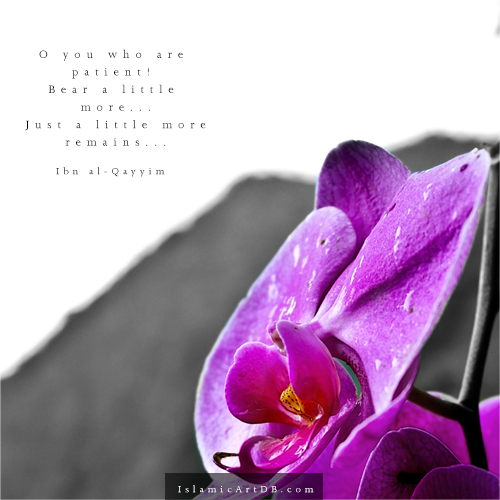 O you who are
patient!
Bear a little
more...
Just a little more
remains...
Ibn al-Qayyim
IslamicArtDB.com